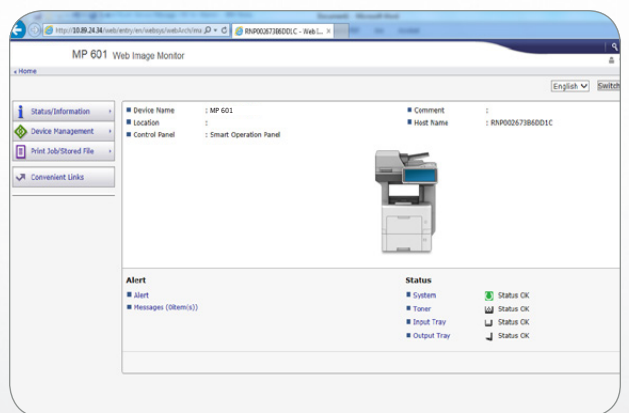 http://10.89.24.34/web/entry/en/websys/webArch/ma
RNP002673B6DD1C - Web I... ×
MP 601 Web Image Monitor
Home
English
Switch
Status/Information
Device Management
Print Job/Stored File
Convenient Links
Device Name : MP 601
Location :
Control Panel : Smart Operation Panel
Comment :
Host Name : RNP002673B6DD1C
Alert
Alert
Messages (0item(s))
Status
System Status OK
Toner Status OK
Input Tray Status OK
Output Tray Status OK